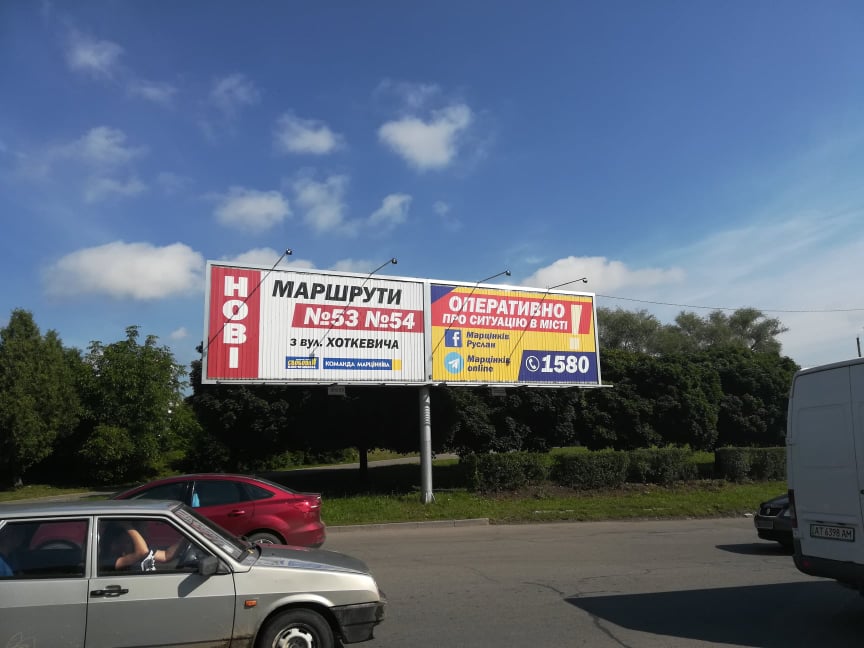 НОВІ
МАРШРУТИ
№53 №54
з вул. ХОТКЕВИЧА
СВОБОДА
КОМАНДА МАРЦІНКІВА
ОПЕРАТИВНО
ПРО СИТУАЦІЮ В МІСТІ
!
Марцінків
Руслан
Марцінків
online
1580
AT 6398 AM